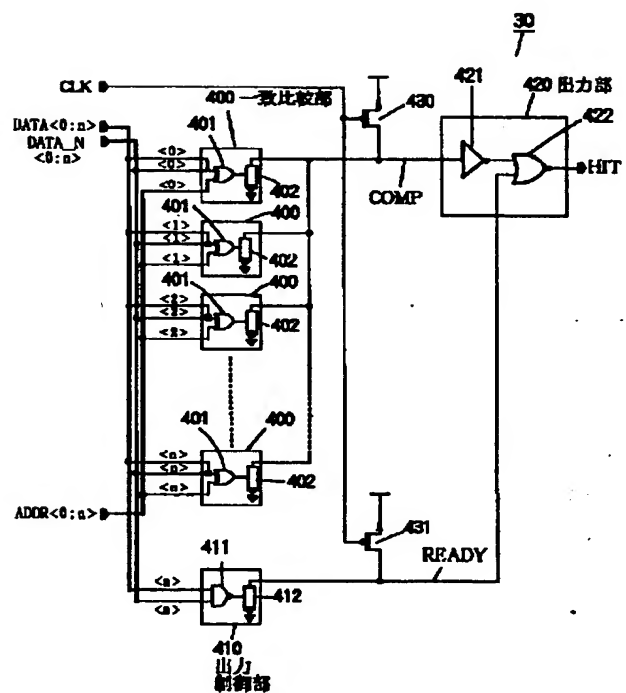 30
CLK
400 一致比較部
430
421
420 出力部
422
DATA<0:n>
DATA_N
<0:n>
401
<0>
<0>
<0>
402
COMP
HIT
401
400
<1>
<1>
<1>
402
401
400
<2>
<2>
<2>
402
401
400
<n>
<n>
<n>
402
ADDR<0:n>
431
READY
411
<n>
<n>
412
410
出力
制御部